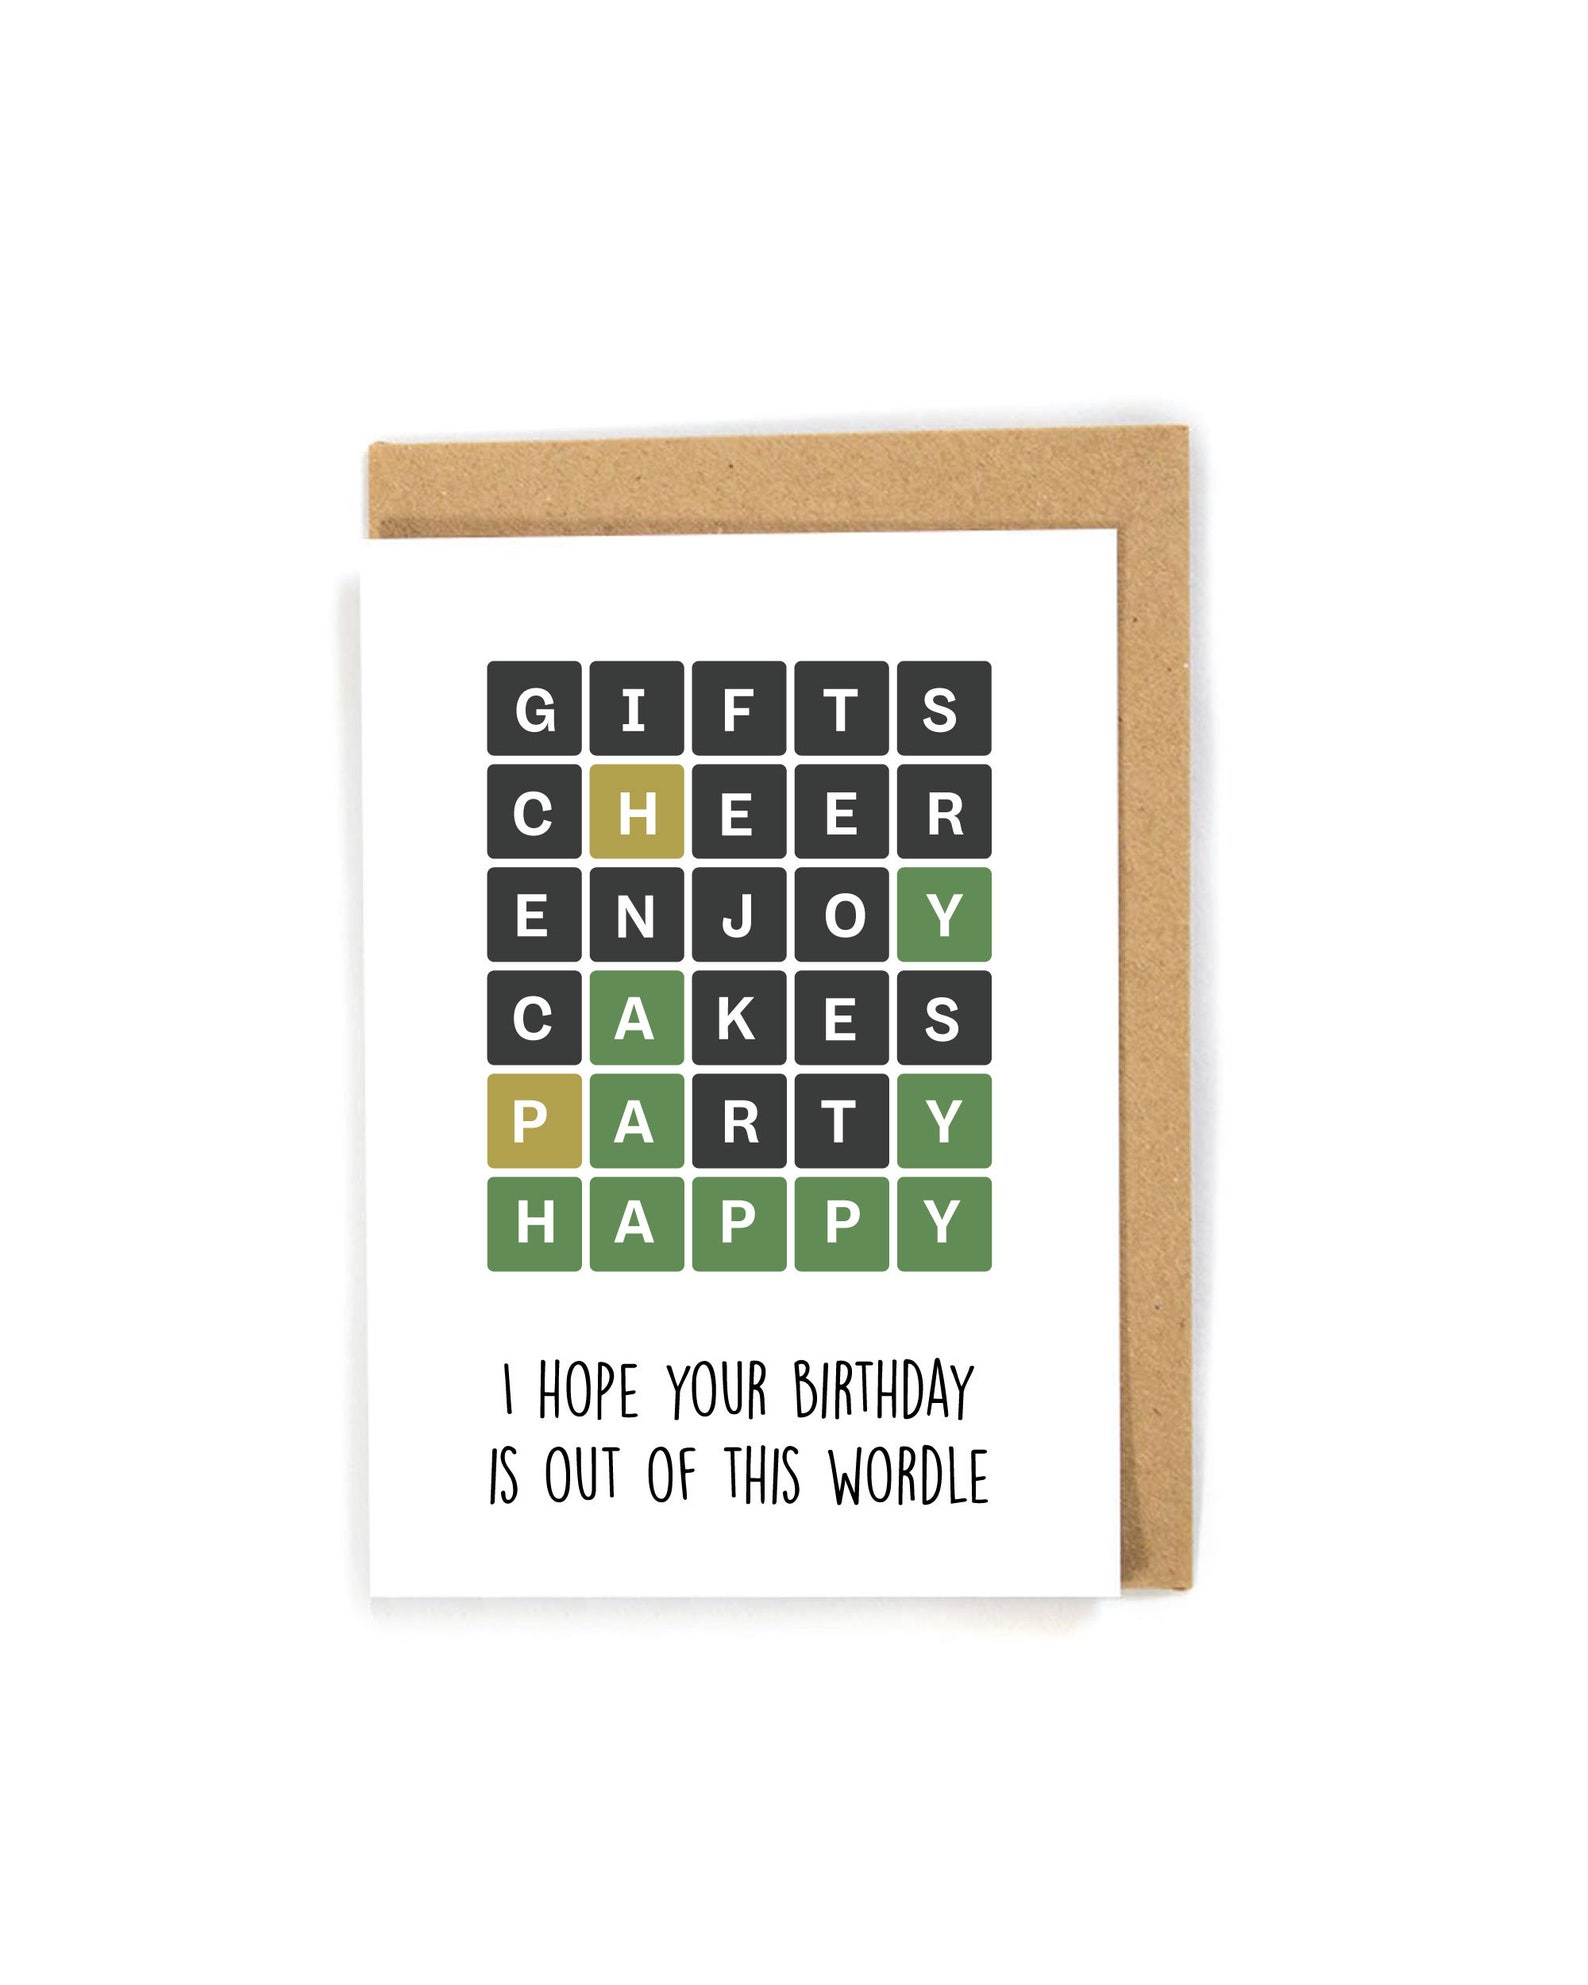 GIFTS
CHEER
ENJOY
CAKES
PARTY
HAPPY
I HOPE YOUR BIRTHDAY
IS OUT OF THIS WORDLE